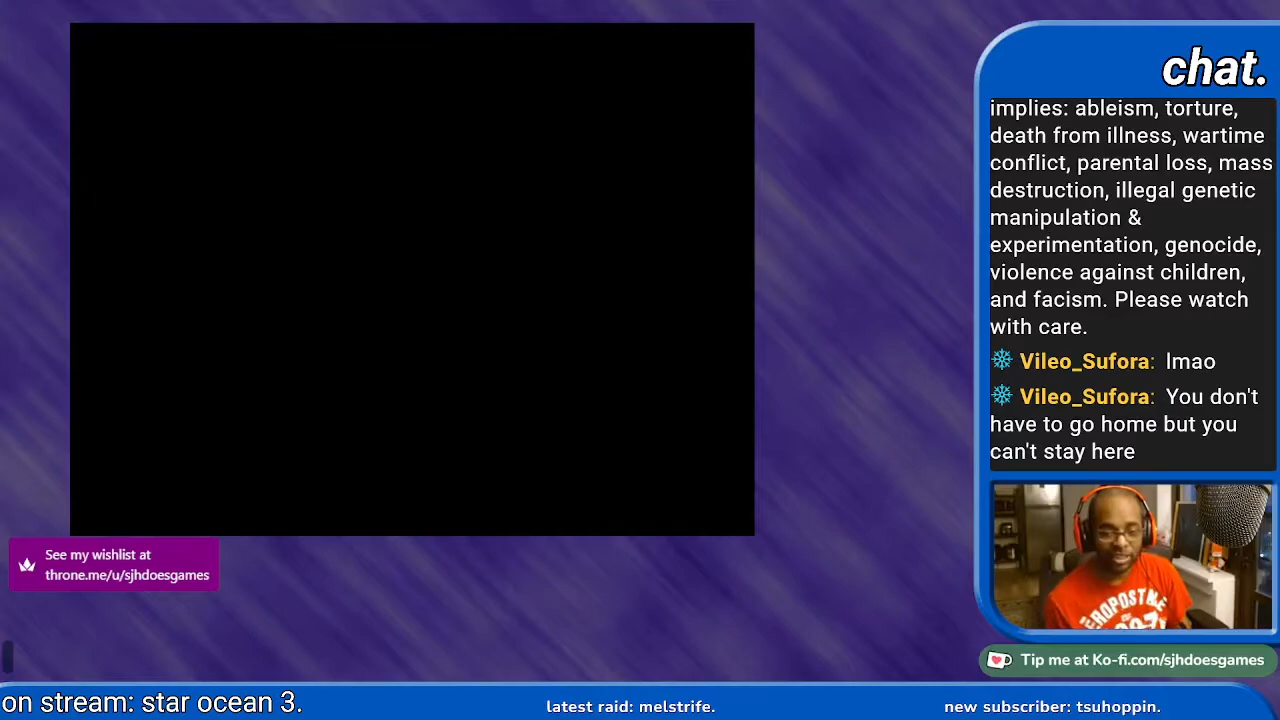 chat.
implies: ableism, torture,
death from illness, wartime
conflict, parental loss, mass
destruction, illegal genetic
manipulation &
experimentation, genocide,
violence against children,
and facism. Please watch
with care.
Vileo_Sufora: lmao
Vileo_Sufora: You don't
have to go home but you
can't stay here
See my wishlist at
throne.me/u/sjhdoesgames
Tip me at Ko-fi.com/sjhdoesgames
on stream: star ocean 3.
latest raid: melstrife.
new subscriber: tsuhoppin.